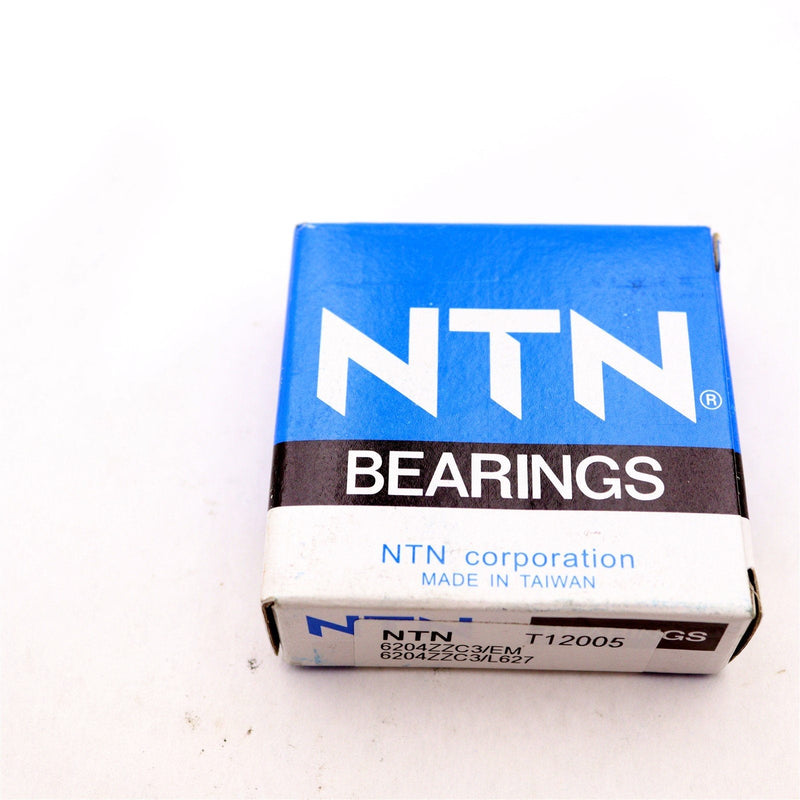 NTN®
BEARINGS
NTN corporation
MADE IN TAIWAN
NTN T12005
6204ZZC3/EM
6204ZZC3/L627